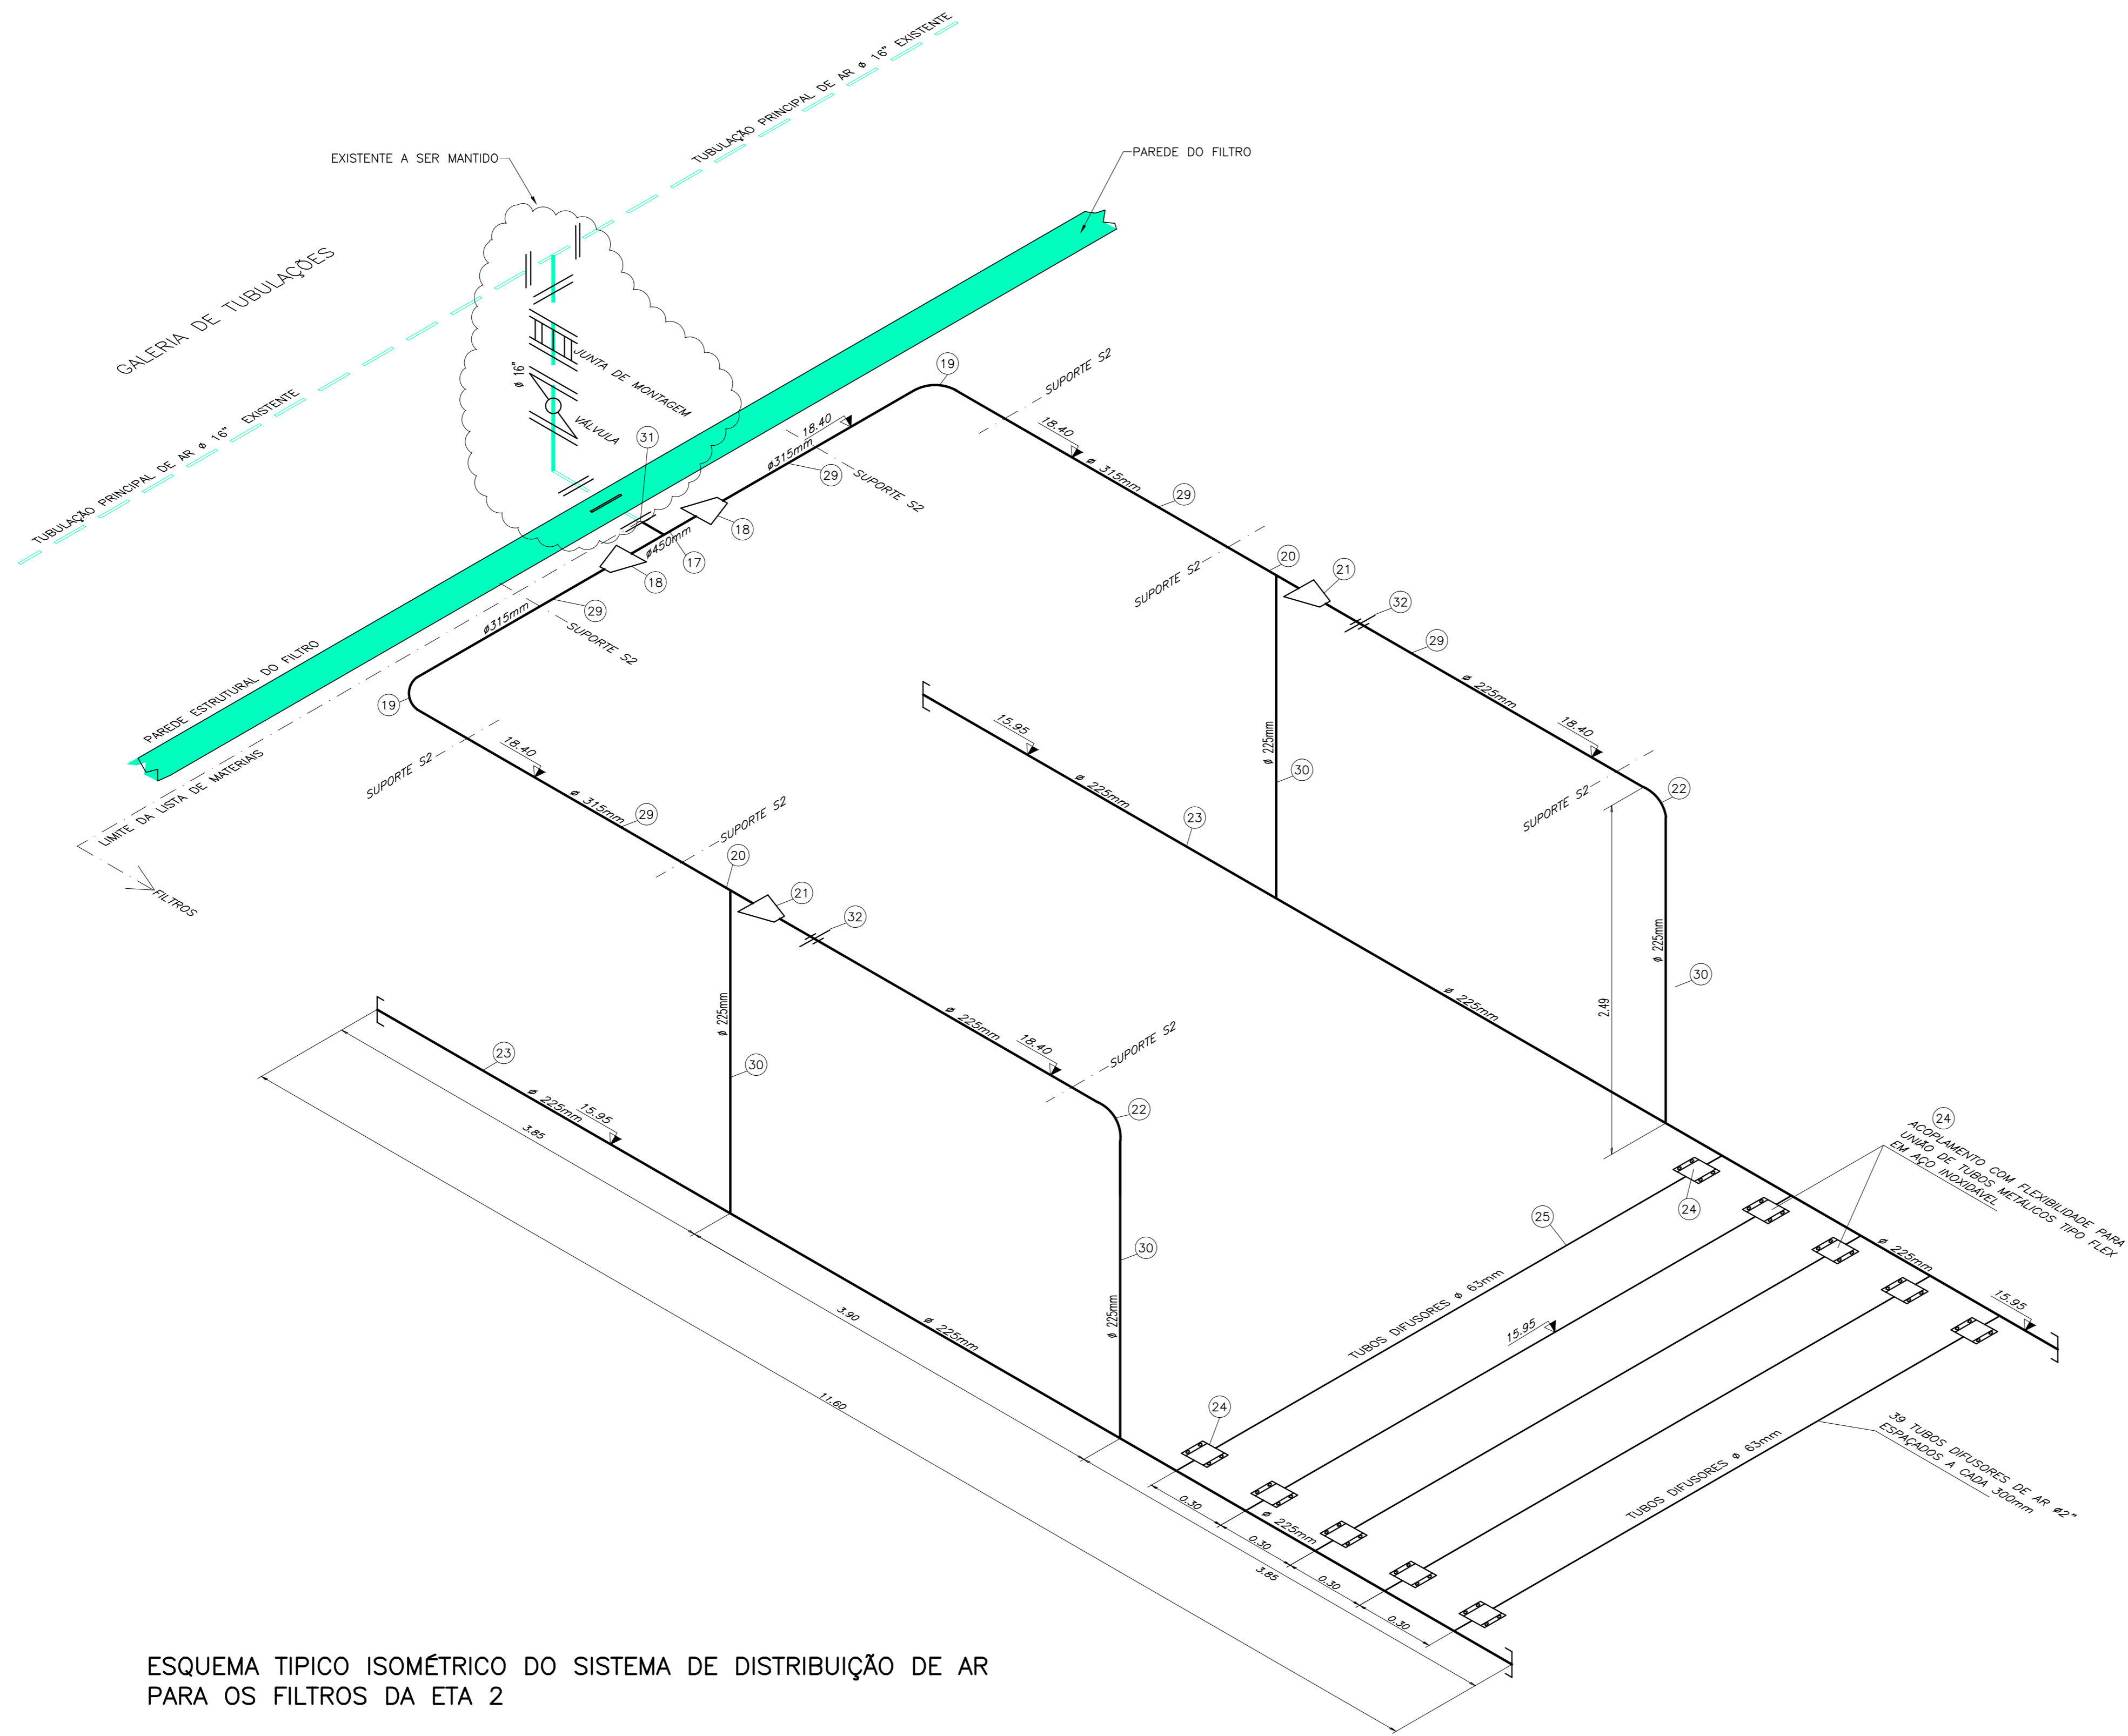 TUBULAÇÃO PRINCIPAL DE AR ø 16" EXISTENTE
EXISTENTE A SER MANTIDO
PAREDE DO FILTRO
GALERIA DE TUBULAÇÕES
TUBULAÇÃO PRINCIPAL DE AR ø 16" EXISTENTE
ø 16"
JUNTA DE MONTAGEM
VÁLVULA
31
18.40
ø315mm
29
SUPORTE S2
19
SUPORTE S2
18.40
ø 315mm
29
18
ø450mm
17
18
29
ø315mm
SUPORTE S2
SUPORTE S2
20
21
32
29
ø 225mm
18.40
SUPORTE S2
22
PAREDE ESTRUTURAL DO FILTRO
LIMITE DA LISTA DE MATERIAIS
FILTROS
19
SUPORTE S2
18.40
ø 315mm
29
SUPORTE S2
20
21
32
15.95
ø 225mm
23
ø 225mm
30
ø 225mm
ø 225mm
30
2.49
ø 225mm
30
ø 225mm
18.40
SUPORTE S2
22
23
ø 225mm
15.95
3.85
3.90
ø 225mm
11.60
30
ø 225mm
24
ACOPLAMENTO COM FLEXIBILIDADE PARA
UNIÃO DE TUBOS METÁLICOS TIPO FLEX
EM AÇO INOXIDÁVEL
24
25
TUBOS DIFUSORES ø 63mm
15.95
ø 225mm
15.95
24
TUBOS DIFUSORES ø 63mm
39 TUBOS DIFUSORES DE AR ø2"
ESPAÇADOS A CADA 300mm
0.30
ø 225mm
0.30
3.85
0.30
0.30
ESQUEMA TIPICO ISOMÉTRICO DO SISTEMA DE DISTRIBUIÇÃO DE AR
PARA OS FILTROS DA ETA 2